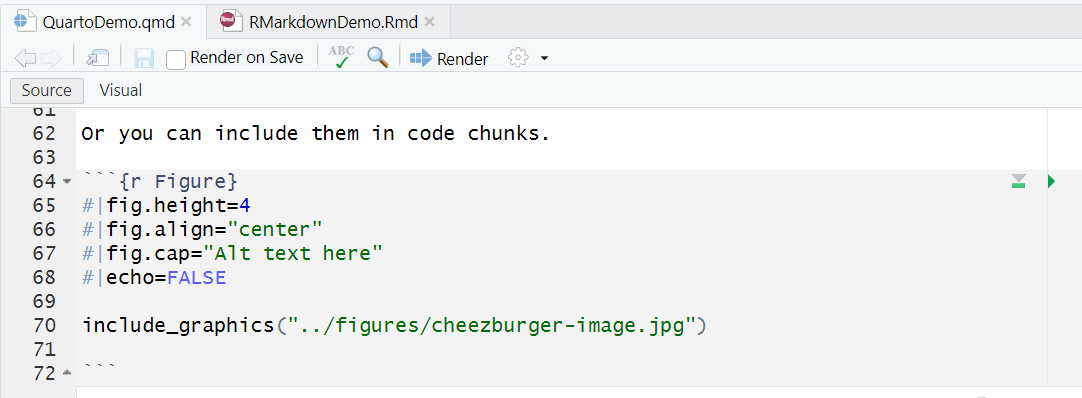 QuartoDemo.qmd × RMarkdownDemo.Rmd ×
Render on Save ABC Render
Source Visual
61
62 Or you can include them in code chunks.
63
64 ```{r Figure}
65 #|fig.height=4
66 #|fig.align="center"
67 #|fig.cap="Alt text here"
68 #|echo=FALSE
69
70 include_graphics("../figures/cheezburger-image.jpg")
71
72 ```